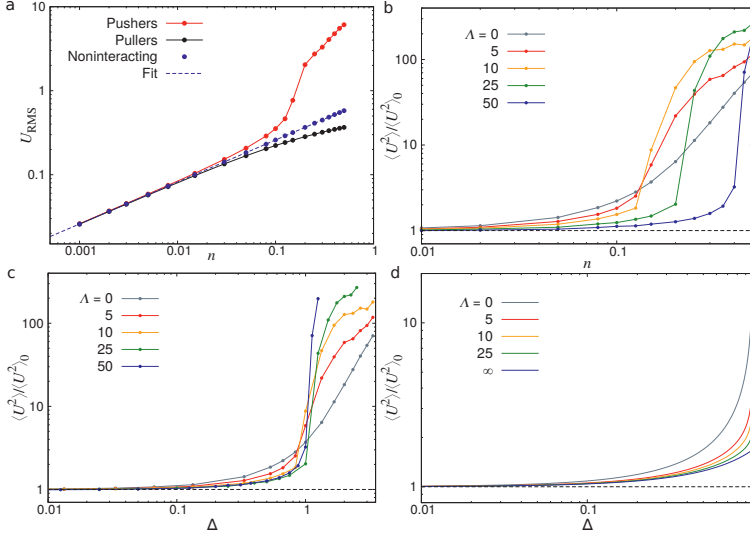 a
Pushers
Pullers
Noninteracting
Fit
10
1
0.1
0.01
U_RMS
0.001
0.01
0.1
1
n
b
Λ = 0
5
10
25
50
100
10
1
⟨U²⟩/⟨U²⟩₀
0.1
n
c
Λ = 0
5
10
25
50
100
10
1
⟨U²⟩/⟨U²⟩₀
0.01
0.1
1
Δ
d
Λ = 0
5
10
25
∞
10
1
⟨U²⟩/⟨U²⟩₀
0.01
0.1
Δ